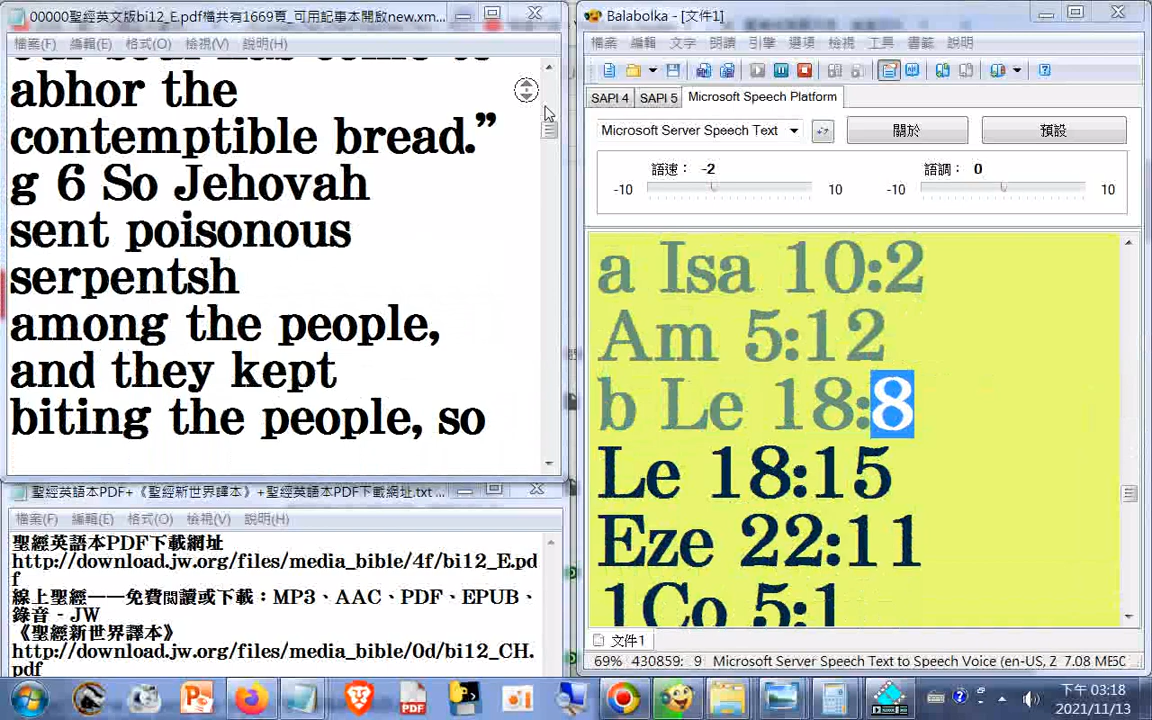 00000聖經英文版bi12_E.pdf檔共有1669頁_可用記事本開啟new.xm...
檔案(F) 編輯(E) 格式(O) 檢視(V) 說明(H)
abhor the
contemptible bread.”
g 6 So Jehovah
sent poisonous
serpentsh
among the people,
and they kept
biting the people, so
聖經英語本PDF+《聖經新世界譯本》+聖經英語本PDF下載網址.txt ...
檔案(F) 編輯(E) 格式(O) 檢視(V) 說明(H)
聖經英語本PDF下載網址
http://download.jw.org/files/media_bible/4f/bi12_E.pd
f
線上聖經——免費閱讀或下載：MP3、AAC、PDF、EPUB、
錄音 - JW
《聖經新世界譯本》
http://download.jw.org/files/media_bible/0d/bi12_CH.
pdf
Balabolka - [文件1]
檔案 編輯 文字 朗讀 引擎 選項 檢視 工具 書籤 說明
SAPI 4 SAPI 5 Microsoft Speech Platform
Microsoft Server Speech Text 關於 預設
語速： -2 語調： 0
-10 10 -10 10
a Isa 10:2
Am 5:12
b Le 18:8
Le 18:15
Eze 22:11
1Co 5:1
文件1
69% 430859: 9 Microsoft Server Speech Text to Speech Voice (en-US, Z 7.08 МБ
下午 03:18
2021/11/13